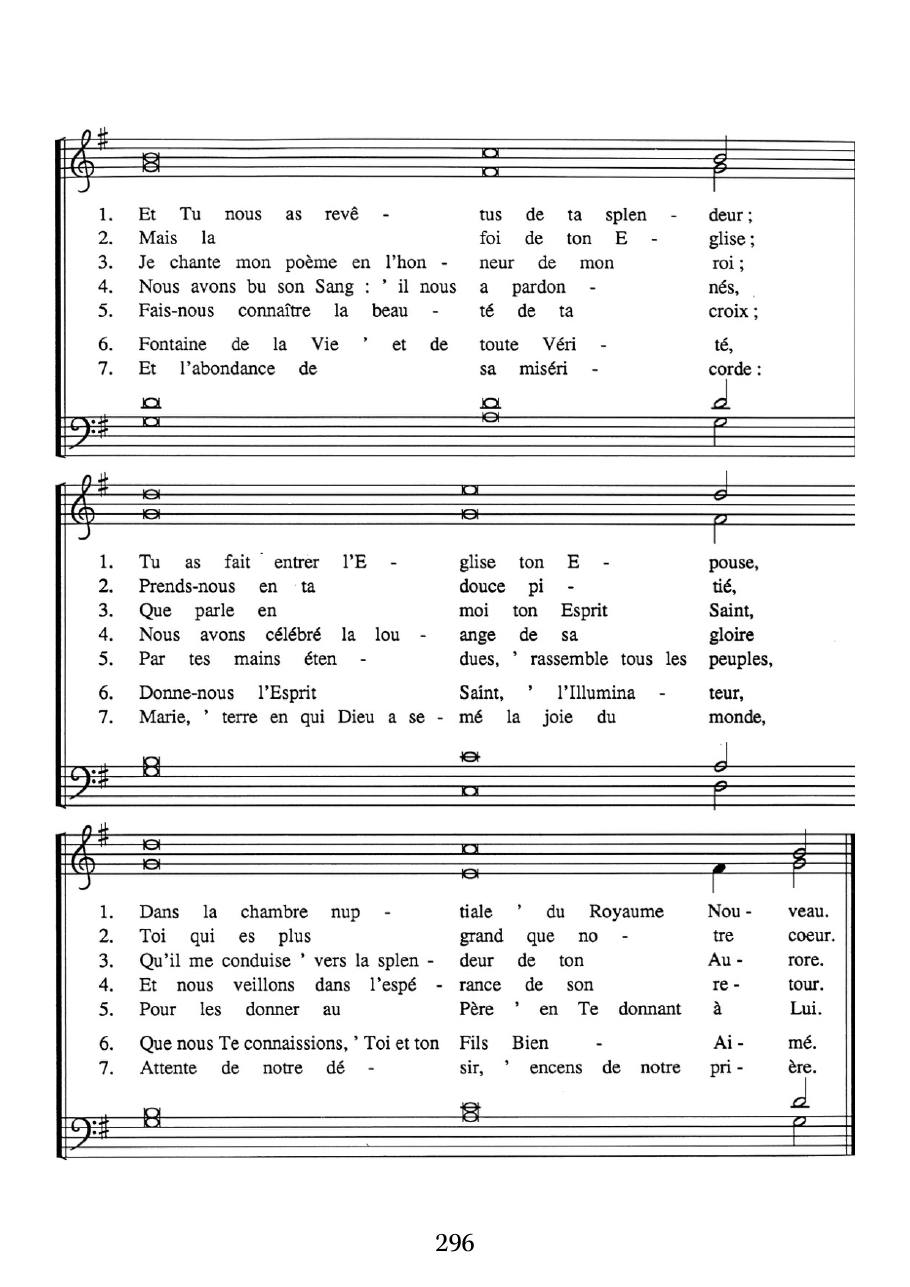 1. Et Tu nous as revê - tus de ta splen - deur ;
2. Mais la foi de ton E - glise ;
3. Je chante mon poème en l'hon - neur de mon roi ;
4. Nous avons bu son Sang : ' il nous a pardon - nés,
5. Fais-nous connaître la beau - té de ta croix ;
6. Fontaine de la Vie ' et de toute Véri - té,
7. Et l'abondance de sa miséri - corde :
1. Tu as fait entrer l'E - glise ton E - pouse,
2. Prends-nous en ta douce pi - tié,
3. Que parle en moi ton Esprit Saint,
4. Nous avons célébré la lou - ange de sa gloire
5. Par tes mains éten - dues, ' rassemble tous les peuples,
6. Donne-nous l'Esprit Saint, ' l'Illumina - teur,
7. Marie, ' terre en qui Dieu a se - mé la joie du monde,
1. Dans la chambre nup - tiale ' du Royaume Nou - veau.
2. Toi qui es plus grand que no - tre coeur.
3. Qu'il me conduise ' vers la splen - deur de ton Au - rore.
4. Et nous veillons dans l'espé - rance de son re - tour.
5. Pour les donner au Père ' en Te donnant à Lui.
6. Que nous Te connaissions, ' Toi et ton Fils Bien - Ai - mé.
7. Attente de notre dé - sir, ' encens de notre pri - ère.
296